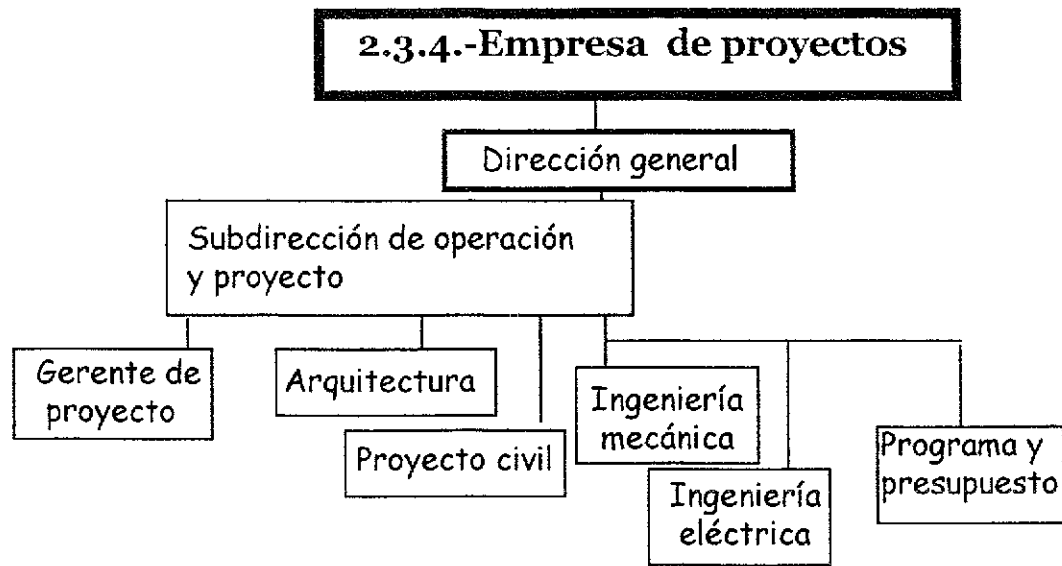 2.3.4.-Empresa de proyectos
Dirección general
Subdirección de operación
y proyecto
Gerente de
proyecto
Arquitectura
Proyecto civil
Ingeniería
mecánica
Ingeniería
eléctrica
Programa y
presupuesto